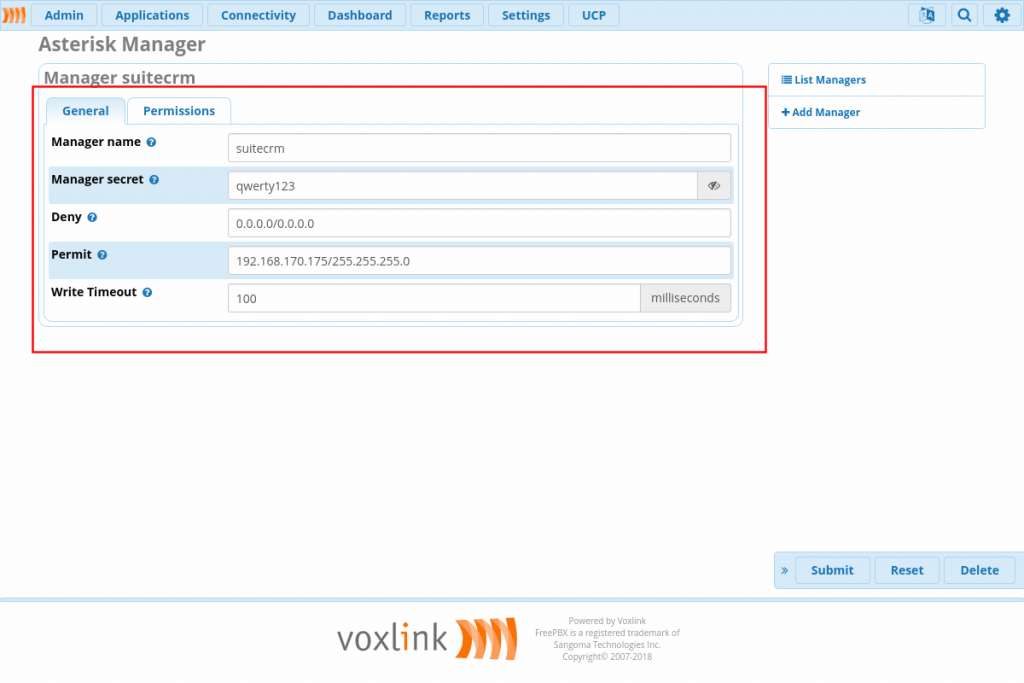 Admin Applications Connectivity Dashboard Reports Settings UCP
Asterisk Manager
Manager suitecrm
List Managers
Add Manager
General Permissions
Manager name suitecrm
Manager secret qwerty123
Deny 0.0.0.0/0.0.0.0
Permit 192.168.170.175/255.255.255.0
Write Timeout 100 milliseconds
» Submit Reset Delete
voxlink
Powered by Voxlink
FreePBX is a registered trademark of
Sangoma Technologies Inc.
Copyright© 2007-2018